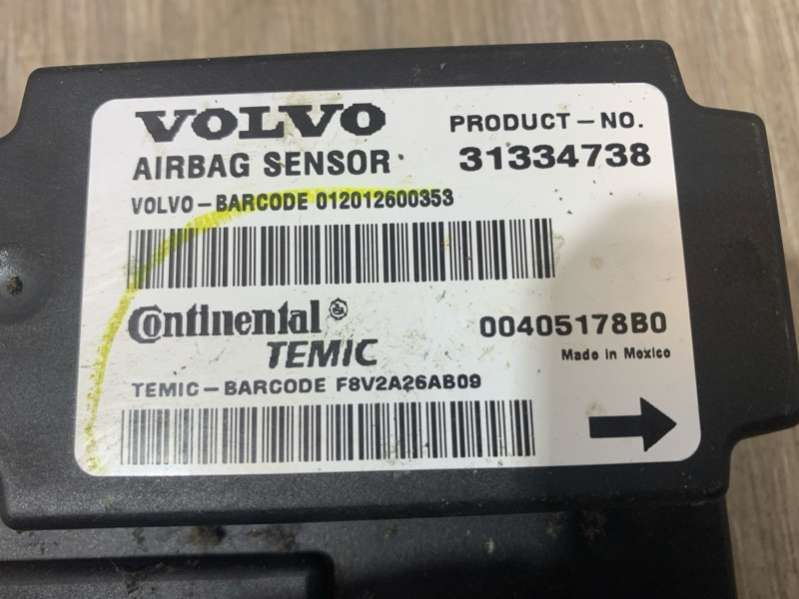 VOLVO
PRODUCT-NO.
AIRBAG SENSOR 31334738
VOLVO-BARCODE 012012600353
Continental 00405178B0
TEMIC
Made in Mexico
TEMIC-BARCODE F8V2A26AB09